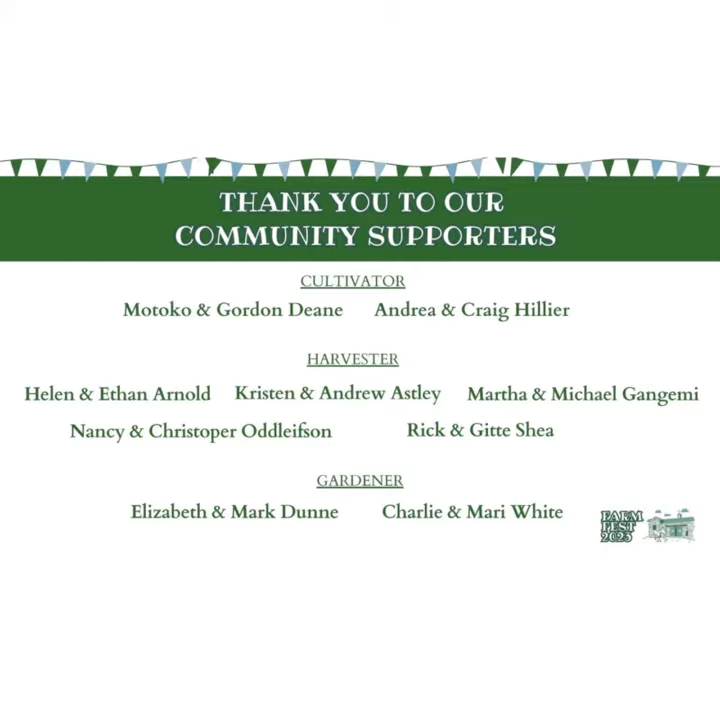 THANK YOU TO OUR
COMMUNITY SUPPORTERS
CULTIVATOR
Motoko & Gordon Deane Andrea & Craig Hillier
HARVESTER
Helen & Ethan Arnold Kristen & Andrew Astley Martha & Michael Gangemi
Nancy & Christoper Oddleifson Rick & Gitte Shea
GARDENER
Elizabeth & Mark Dunne Charlie & Mari White
FARM
FEST
2023